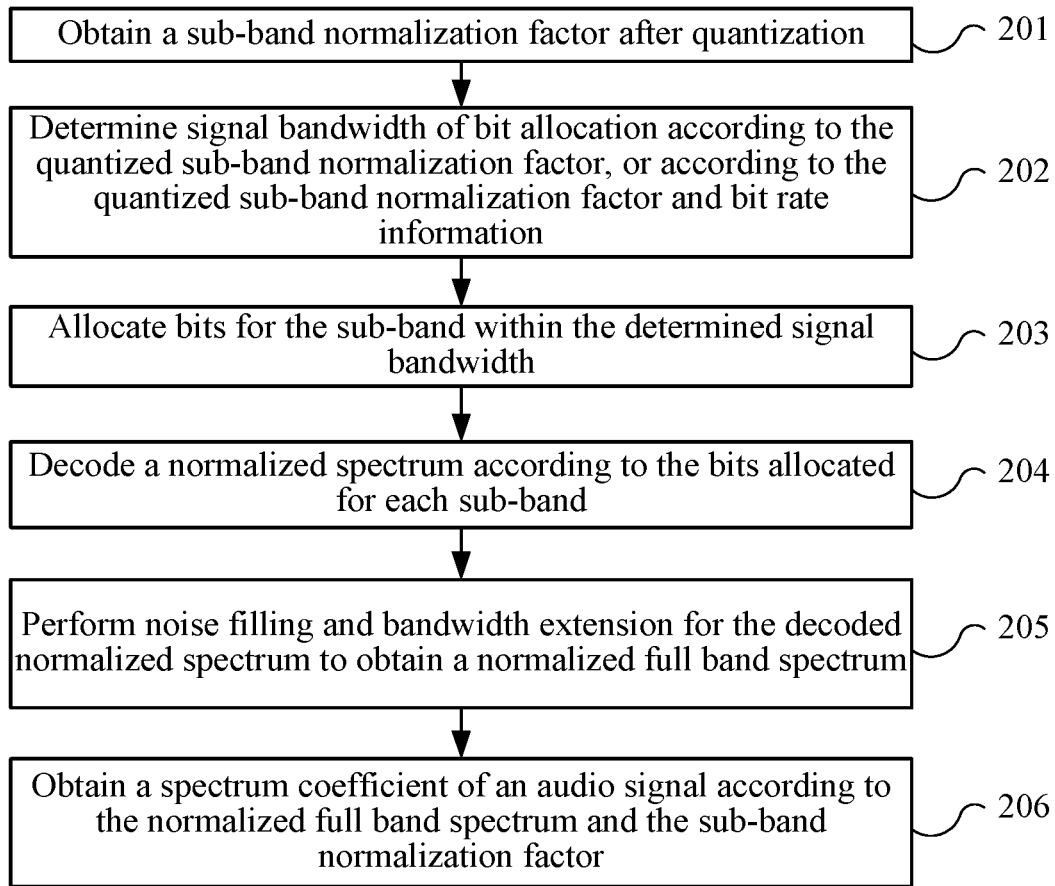 Obtain a sub-band normalization factor after quantization
201
Determine signal bandwidth of bit allocation according to the
quantized sub-band normalization factor, or according to the
quantized sub-band normalization factor and bit rate
information
202
Allocate bits for the sub-band within the determined signal
bandwidth
203
Decode a normalized spectrum according to the bits allocated
for each sub-band
204
Perform noise filling and bandwidth extension for the decoded
normalized spectrum to obtain a normalized full band spectrum
205
Obtain a spectrum coefficient of an audio signal according to
the normalized full band spectrum and the sub-band
normalization factor
206